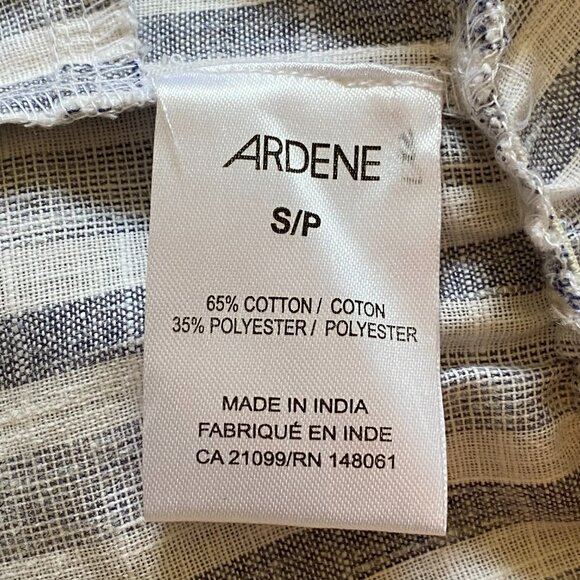 ARDENE
S/P
65% COTTON / COTON
35% POLYESTER / POLYESTER
MADE IN INDIA
FABRIQUÉ EN INDE
CA 21099/RN 148061